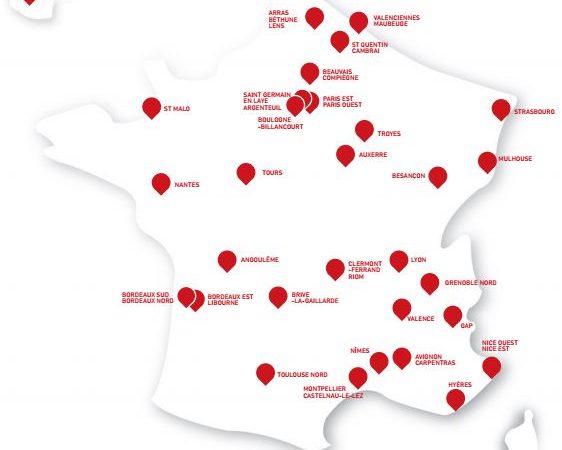 ARRAS
BÉTHUNE
LENS
VALENCIENNES
MAUBEUGE
ST QUENTIN
CAMBRAI
BEAUVAIS
COMPIEGNE
SAINT GERMAIN
EN LAYE
ARGENTEUIL
PARIS EST
PARIS OUEST
BOULOGNE
-BILLANCOURT
ST MALO
STRASBOURG
TROYES
AUXERRE
MULHOUSE
BESANÇON
TOURS
NANTES
ANGOULÊME
CLERMONT
-FERRAND
RIOM
LYON
GRENOBLE NORD
BORDEAUX SUD
BORDEAUX NORD
BORDEAUX EST
LIBOURNE
BRIVE
-LA-GAILLARDE
VALENCE
GAP
NICE OUEST
NICE EST
NÎMES
AVIGNON
CARPENTRAS
TOULOUSE NORD
MONTPELLIER
CASTELNAU-LE-LEZ
HYÈRES